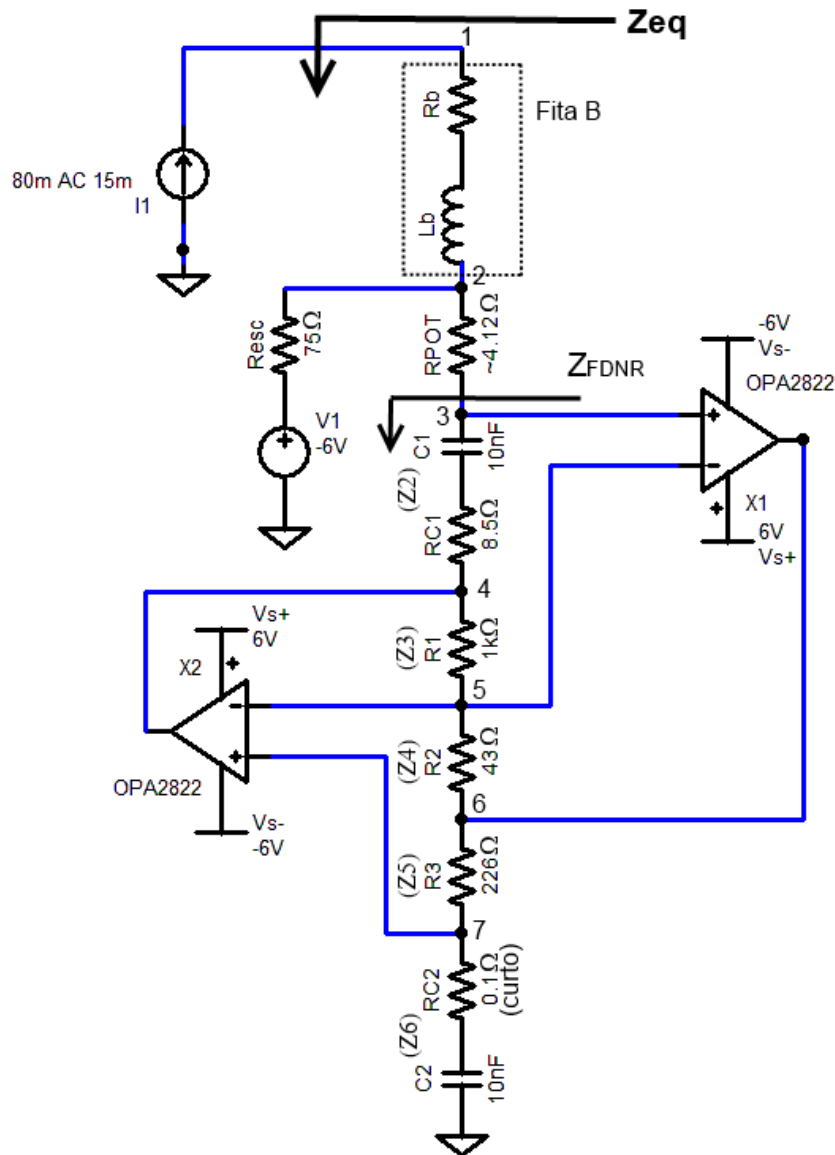 Zeq
1
Rb
Fita B
80m AC 15m
I1
Lb
2
Resc
75Ω
RPOT
~4.12Ω
-6V
Vs-
OPA2822
ZFDNR
3
V1
-6V
C1
10nF
(Z2)
RC1
8.5Ω
X1
6V
Vs+
4
Vs+
6V
X2
(Z3)
R1
1kΩ
5
(Z4)
R2
43Ω
OPA2822
6
Vs-
-6V
(Z5)
R3
226Ω
7
RC2
0.1Ω
(curto)
(Z6)
C2
10nF